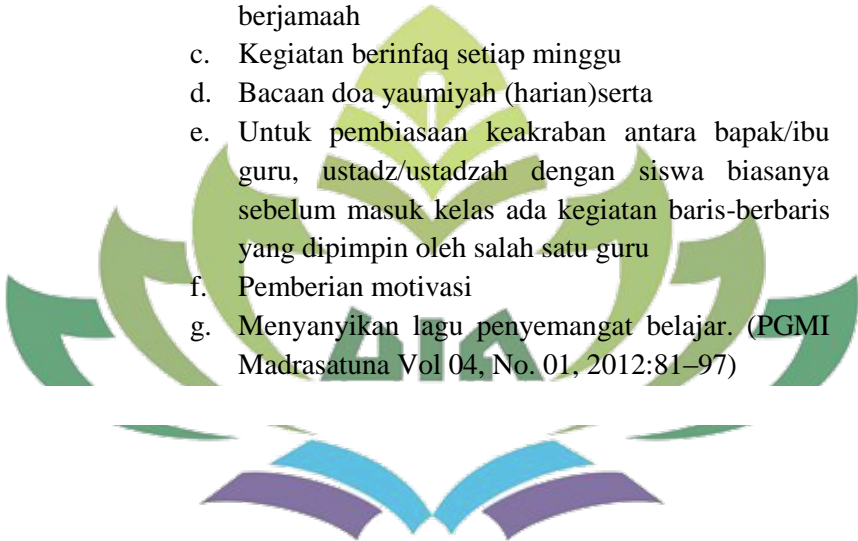 berjamaah
c. Kegiatan berinfaq setiap minggu
d. Bacaan doa yaumiyah (harian)serta
e. Untuk pembiasaan keakraban antara bapak/ibu
guru, ustadz/ustadzah dengan siswa biasanya
sebelum masuk kelas ada kegiatan baris-berbaris
yang dipimpin oleh salah satu guru
f. Pemberian motivasi
g. Menyanyikan lagu penyemangat belajar. (PGMI
Madrasatuna Vol 04, No. 01, 2012:81–97)